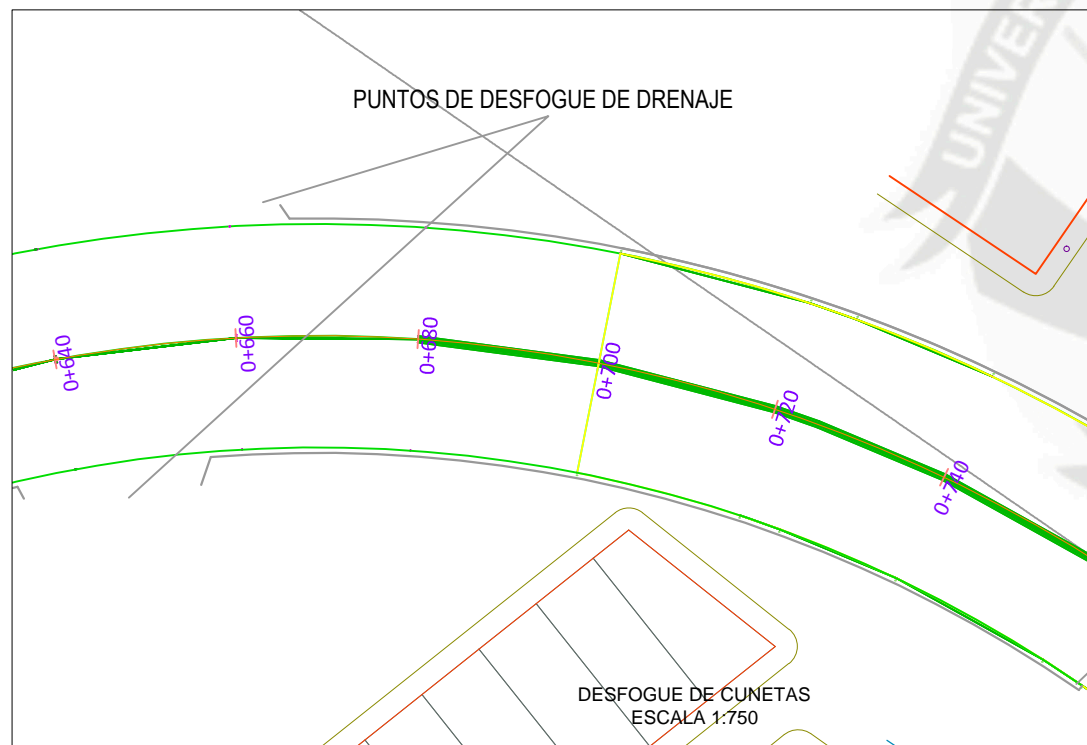 PUNTOS DE DESFOGUE DE DRENAJE
UNIVER
0+640
0+660
0+680
0+700
0+720
0+740
DESFOGUE DE CUNETAS
ESCALA 1:750